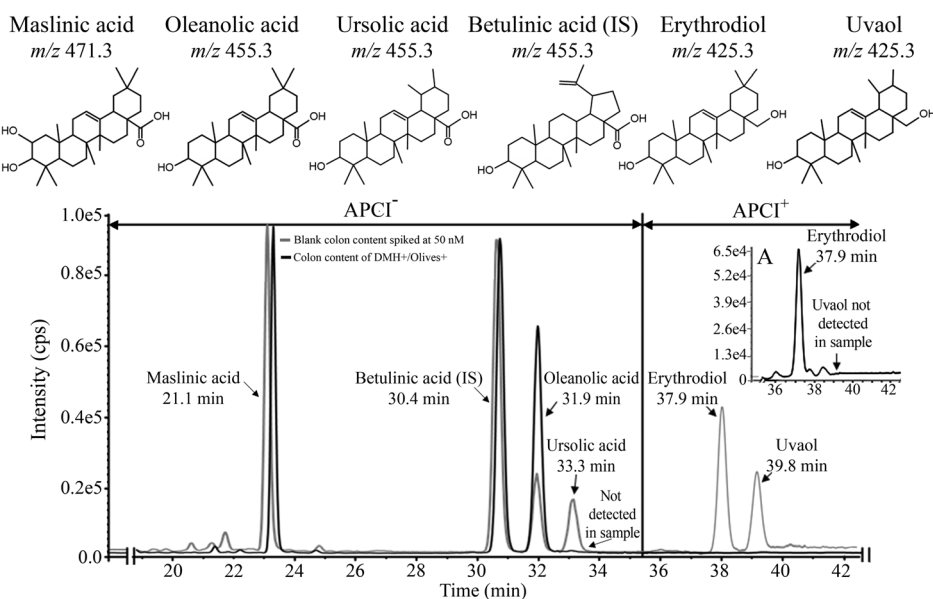 Maslinic acid
m/z 471.3
Oleanolic acid
m/z 455.3
Ursolic acid
m/z 455.3
Betulinic acid (IS)
m/z 455.3
Erythrodiol
m/z 425.3
Uvaol
m/z 425.3
HO
HO
OH
O
HO
OH
O
HO
OH
O
HO
OH
O
HO
OH
HO
OH
APCI-
APCI+
Intensity (cps)
1.0e5
0.8e5
0.6e5
0.4e5
0.2e5
0.0
Blank colon content spiked at 50 nM
Colon content of DMH+/Olives+
Maslinic acid
21.1 min
Betulinic acid (IS)
30.4 min
Oleanolic acid
31.9 min
Ursolic acid
33.3 min
Not
detected
in sample
Erythrodiol
37.9 min
Uvaol
39.8 min
A
6.5e4
5.2e4
3.9e4
2.6e4
1.3e4
0
Erythrodiol
37.9 min
Uvaol not
detected
in sample
36 38 40 42
20 22 24 26 28 30 32 34 36 38 40 42
Time (min)